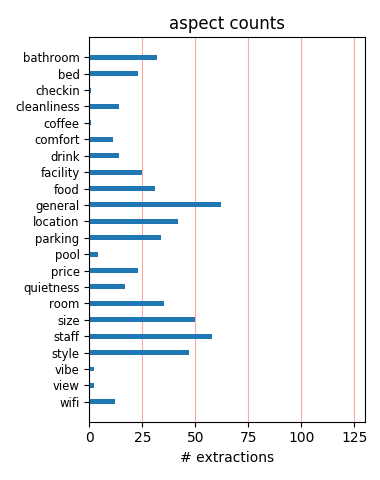 aspect counts
bathroom
bed
checkin
cleanliness
coffee
comfort
drink
facility
food
general
location
parking
pool
price
quietness
room
size
staff
style
vibe
view
wifi
0 25 50 75 100 125
# extractions